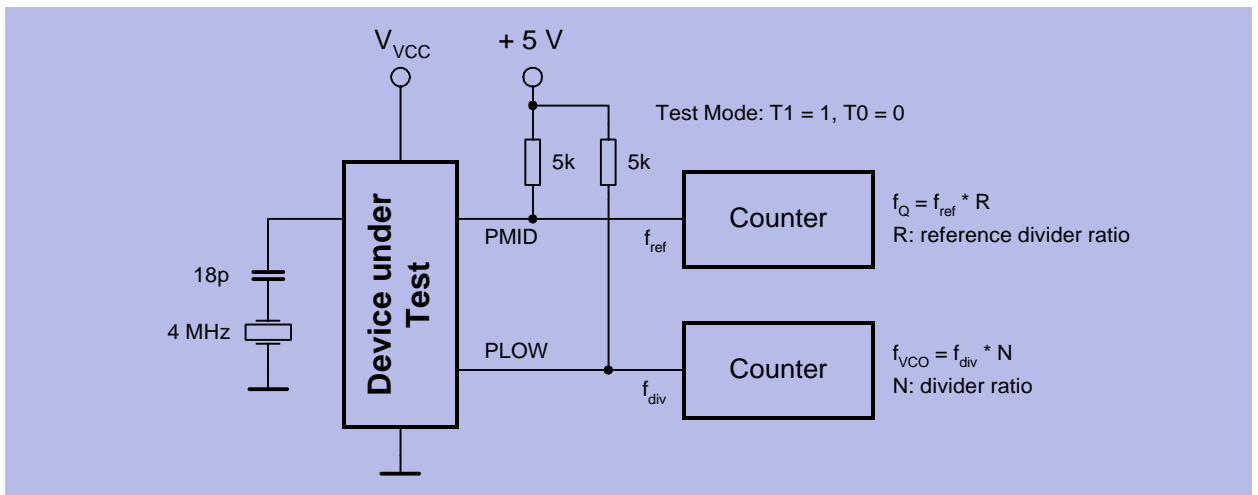 V_VCC
+ 5 V
Test Mode: T1 = 1, T0 = 0
5k
5k
Device under
Test
PMID
f_ref
Counter
f_Q = f_ref * R
R: reference divider ratio
18p
4 MHz
PLOW
f_div
Counter
f_VCO = f_div * N
N: divider ratio